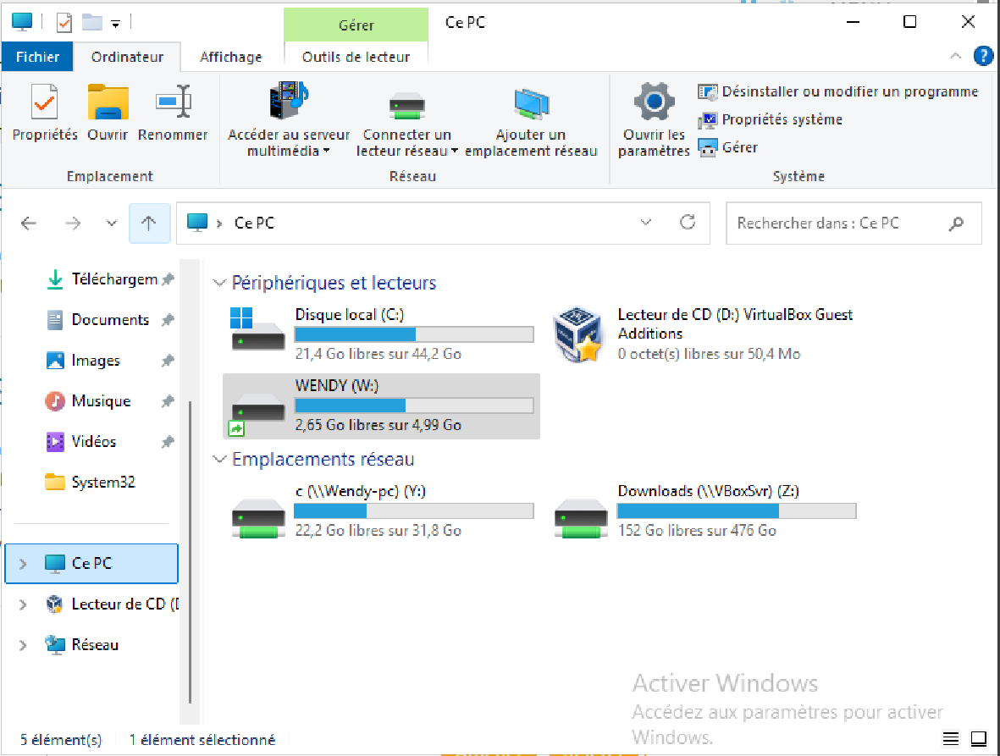 Gérer
Ce PC
Fichier
Ordinateur
Affichage
Outils de lecteur
?
Propriétés
Ouvrir
Renommer
Accéder au serveur
multimédia
Connecter un
lecteur réseau
Ajouter un
emplacement réseau
Ouvrir les
paramètres
Désinstaller ou modifier un programme
Propriétés système
Gérer
Emplacement
Réseau
Système
Ce PC
Rechercher dans : Ce PC
Téléchargem
Documents
Images
Musique
Vidéos
System32
Ce PC
Lecteur de CD (D
Réseau
Périphériques et lecteurs
Disque local (C:)
21,4 Go libres sur 44,2 Go
Lecteur de CD (D:) VirtualBox Guest
Additions
0 octet(s) libres sur 50,4 Mo
WENDY (W:)
2,65 Go libres sur 4,99 Go
Emplacements réseau
c (\\Wendy-pc) (Y:)
22,2 Go libres sur 31,8 Go
Downloads (\\VBoxSvr) (Z:)
152 Go libres sur 476 Go
Activer Windows
Accédez aux paramètres pour activer
Windows.
5 élément(s)
1 élément sélectionné